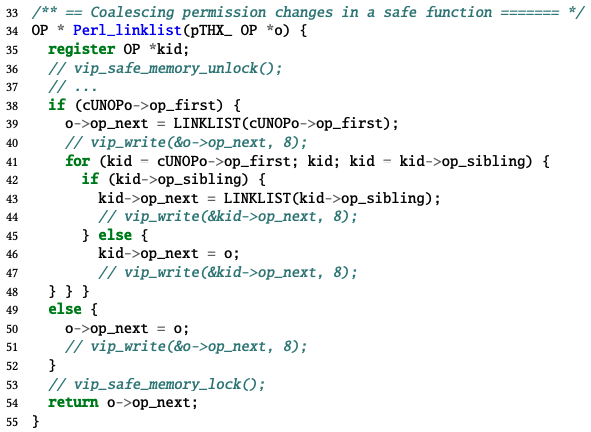 33 /** == Coalescing permission changes in a safe function ======= */
34 OP * Perl_linklist(pTHX_ OP *o) {
35   register OP *kid;
36   // vip_safe_memory_unlock();
37   // ...
38   if (cUNOPo->op_first) {
39     o->op_next = LINKLIST(cUNOPo->op_first);
40     // vip_write(&o->op_next, 8);
41     for (kid = cUNOPo->op_first; kid; kid = kid->op_sibling) {
42       if (kid->op_sibling) {
43         kid->op_next = LINKLIST(kid->op_sibling);
44         // vip_write(&kid->op_next, 8);
45       } else {
46         kid->op_next = o;
47         // vip_write(&kid->op_next, 8);
48   } } }
49   else {
50     o->op_next = o;
51     // vip_write(&o->op_next, 8);
52   }
53   // vip_safe_memory_lock();
54   return o->op_next;
55 }